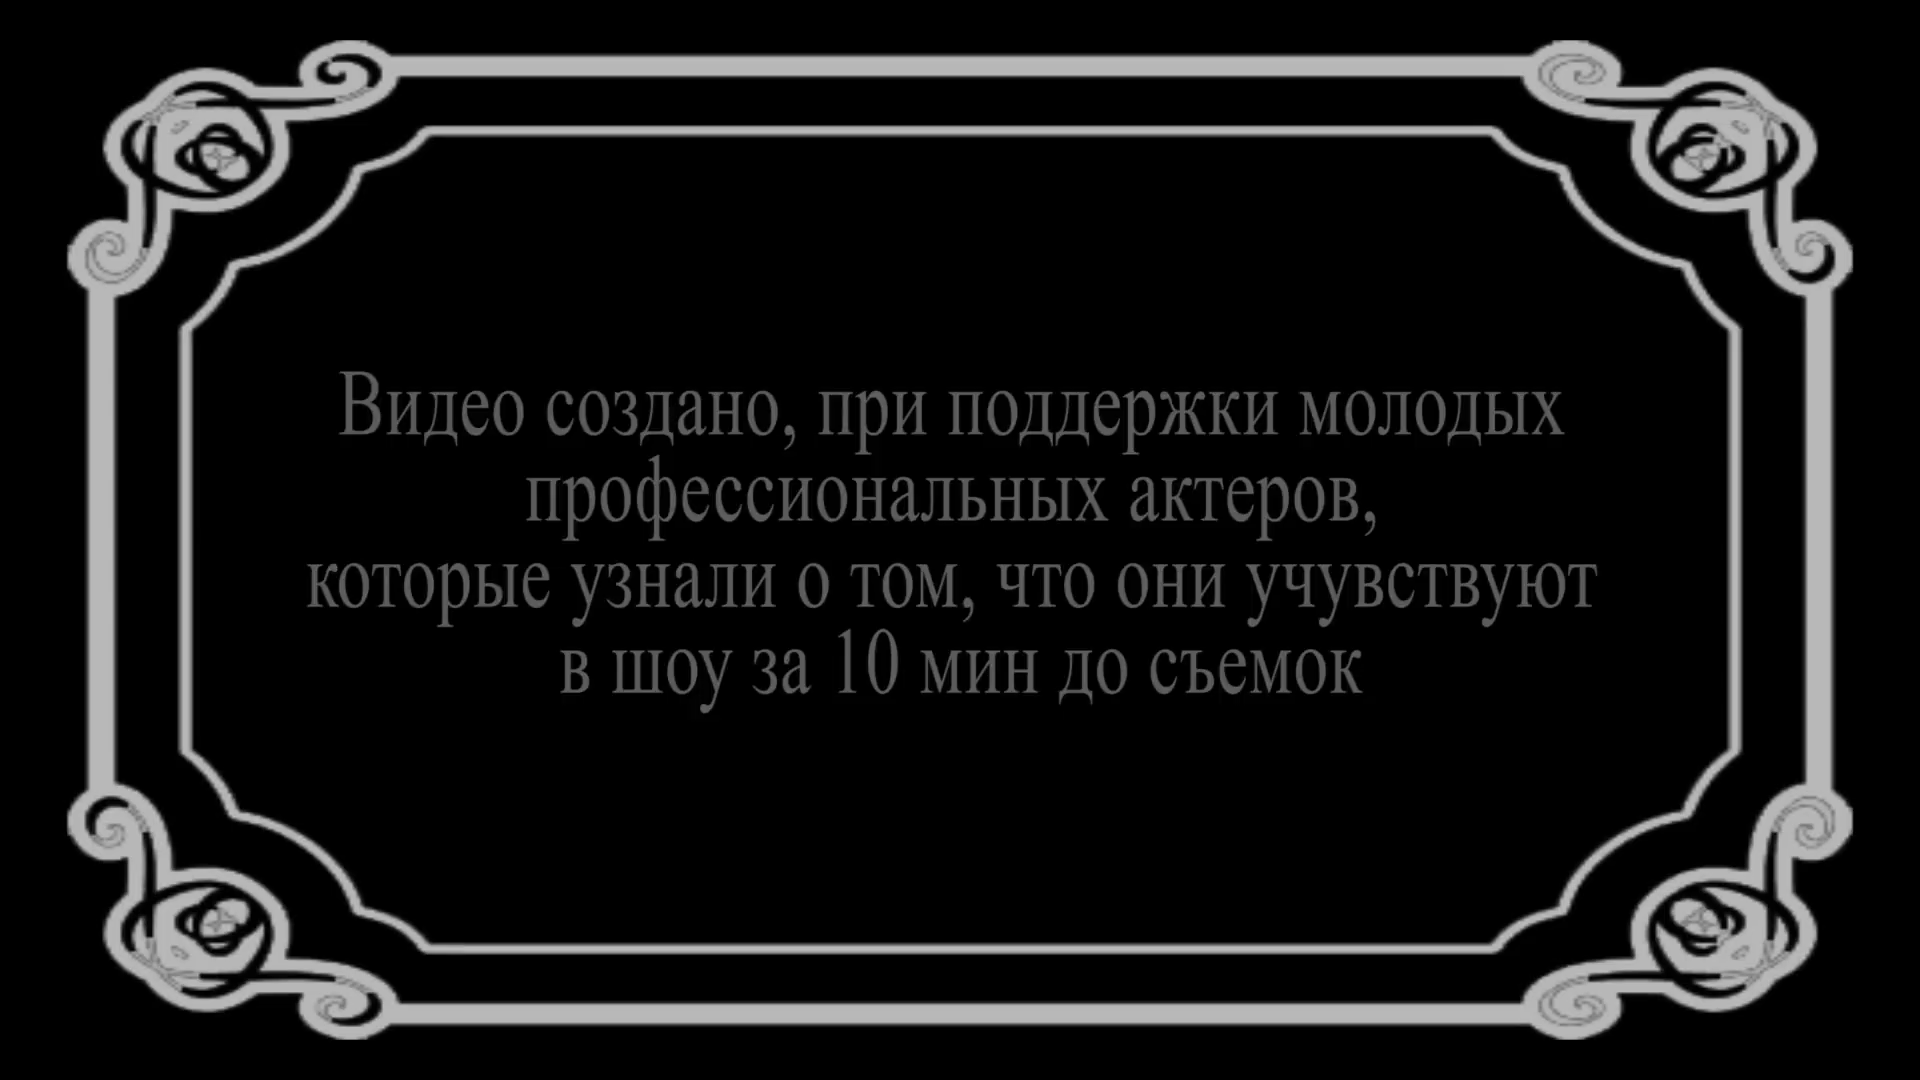 Видео создано, при поддержки молодых
профессиональных актеров,
которые узнали о том, что они учувствуют
в шоу за 10 мин до съемок